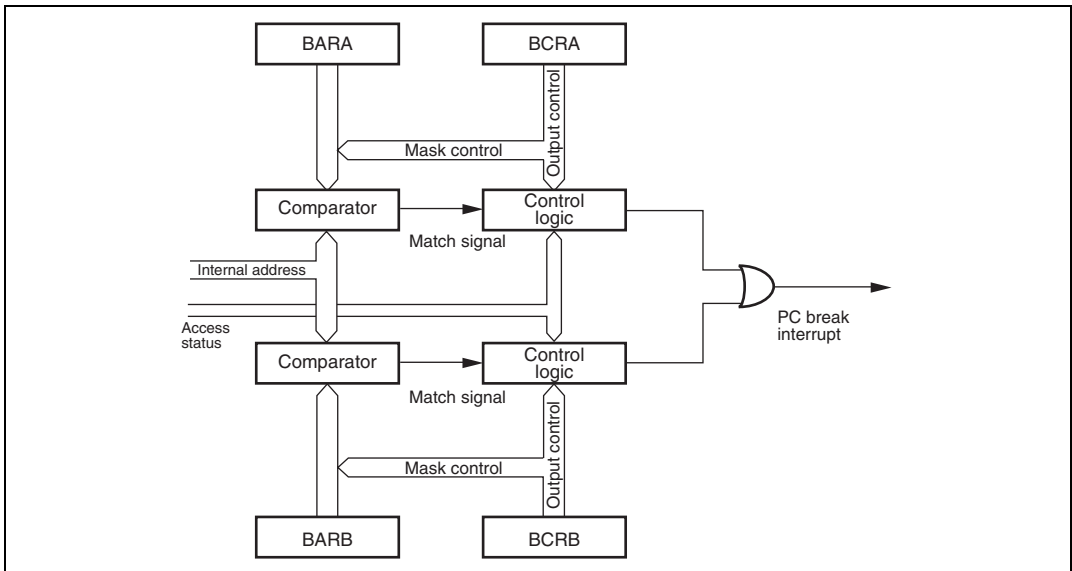 BARA
BCRA
Output control
Mask control
Comparator
Control
logic
Match signal
Internal address
Access
status
PC break
interrupt
Comparator
Control
logic
Match signal
Mask control
Output control
BARB
BCRB